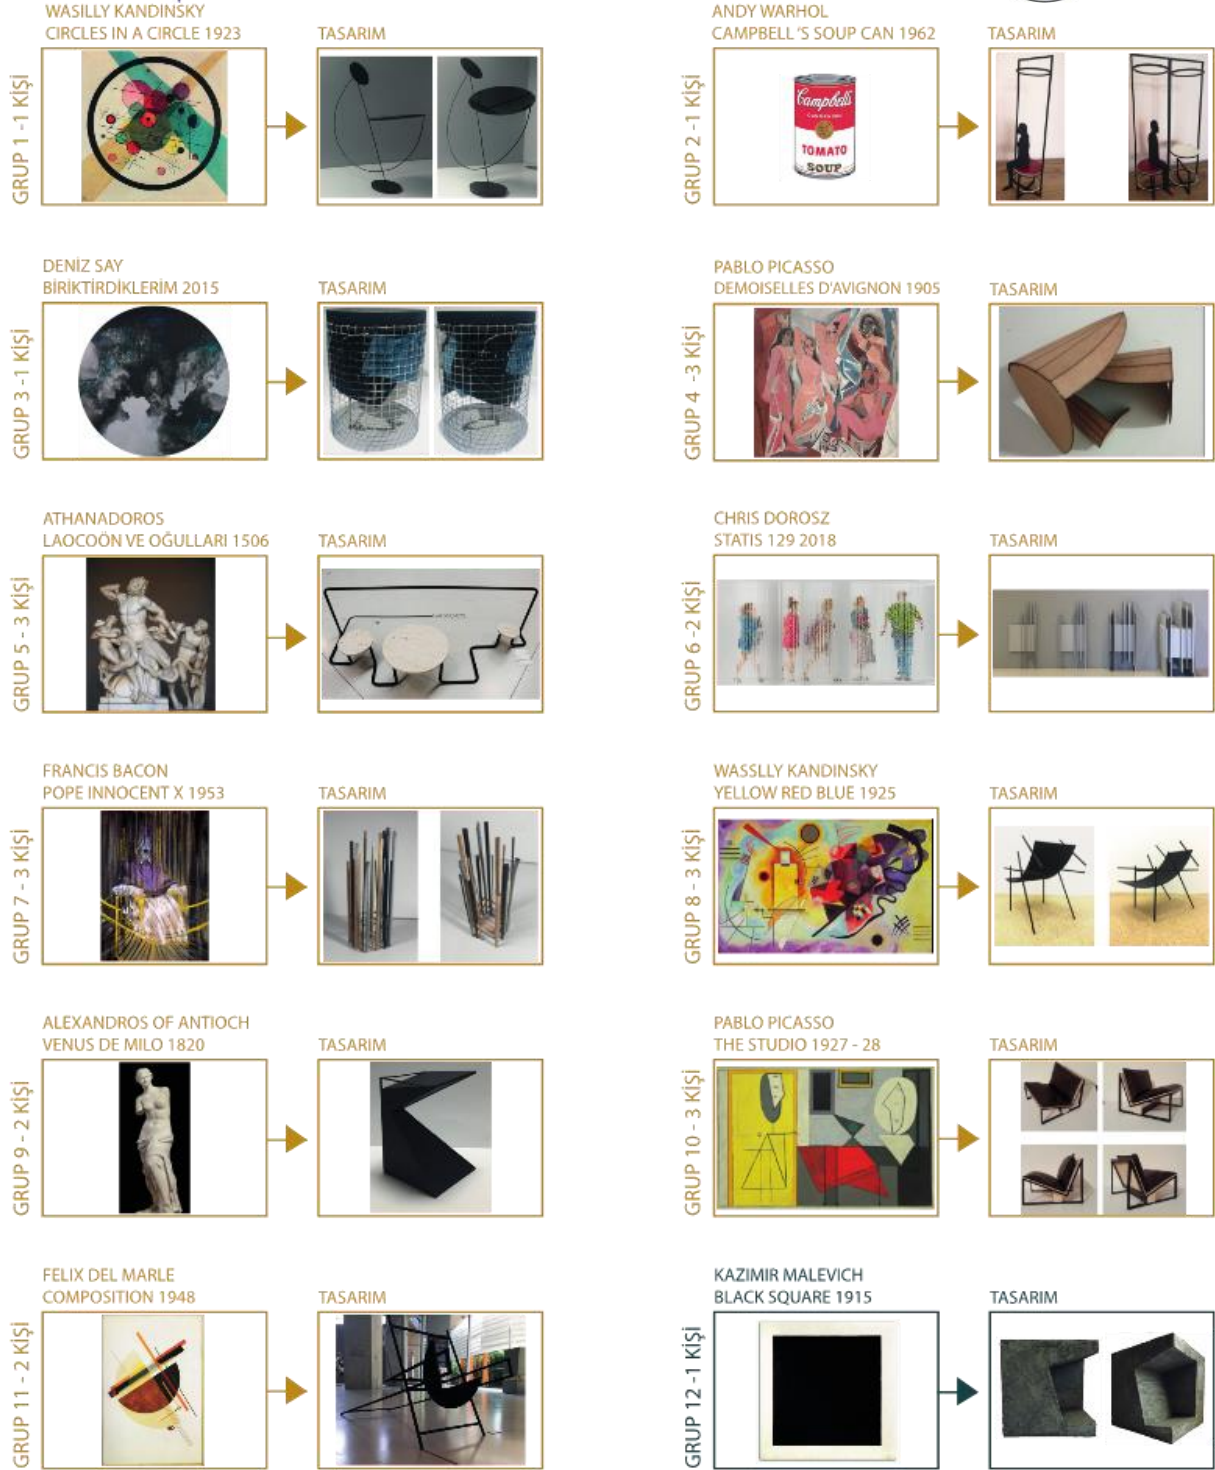 WASILLY KANDINSKY
CIRCLES IN A CIRCLE 1923
TASARIM
GRUP 1 -1 KİŞİ
ANDY WARHOL
CAMPBELL 'S SOUP CAN 1962
TASARIM
GRUP 2 -1 KİŞİ
Campbell's
TOMATO
SOUP
DENİZ SAY
BİRİKTİRDİKLERİM 2015
TASARIM
GRUP 3 -1 KİŞİ
PABLO PICASSO
DEMOISELLES D'AVIGNON 1905
TASARIM
GRUP 4 -3 KİŞİ
ATHANADOROS
LAOCOÖN VE OĞULLARI 1506
TASARIM
GRUP 5 - 3 KİŞİ
CHRIS DOROSZ
STATIS 129 2018
TASARIM
GRUP 6 -2 KİŞİ
FRANCIS BACON
POPE INNOCENT X 1953
TASARIM
GRUP 7 - 3 KİŞİ
WASSLLY KANDINSKY
YELLOW RED BLUE 1925
TASARIM
GRUP 8 - 3 KİŞİ
ALEXANDROS OF ANTIOCH
VENUS DE MILO 1820
TASARIM
GRUP 9 - 2 KİŞİ
PABLO PICASSO
THE STUDIO 1927 - 28
TASARIM
GRUP 10 - 3 KİŞİ
FELIX DEL MARLE
COMPOSITION 1948
TASARIM
GRUP 11 - 2 KİŞİ
KAZIMIR MALEVICH
BLACK SQUARE 1915
TASARIM
GRUP 12 -1 KİŞİ